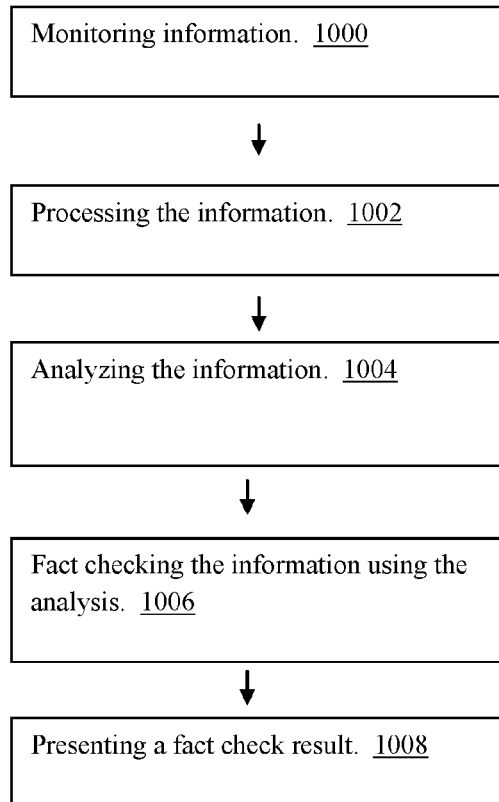 Monitoring information. 1000
Processing the information. 1002
Analyzing the information. 1004
Fact checking the information using the
analysis. 1006
Presenting a fact check result. 1008